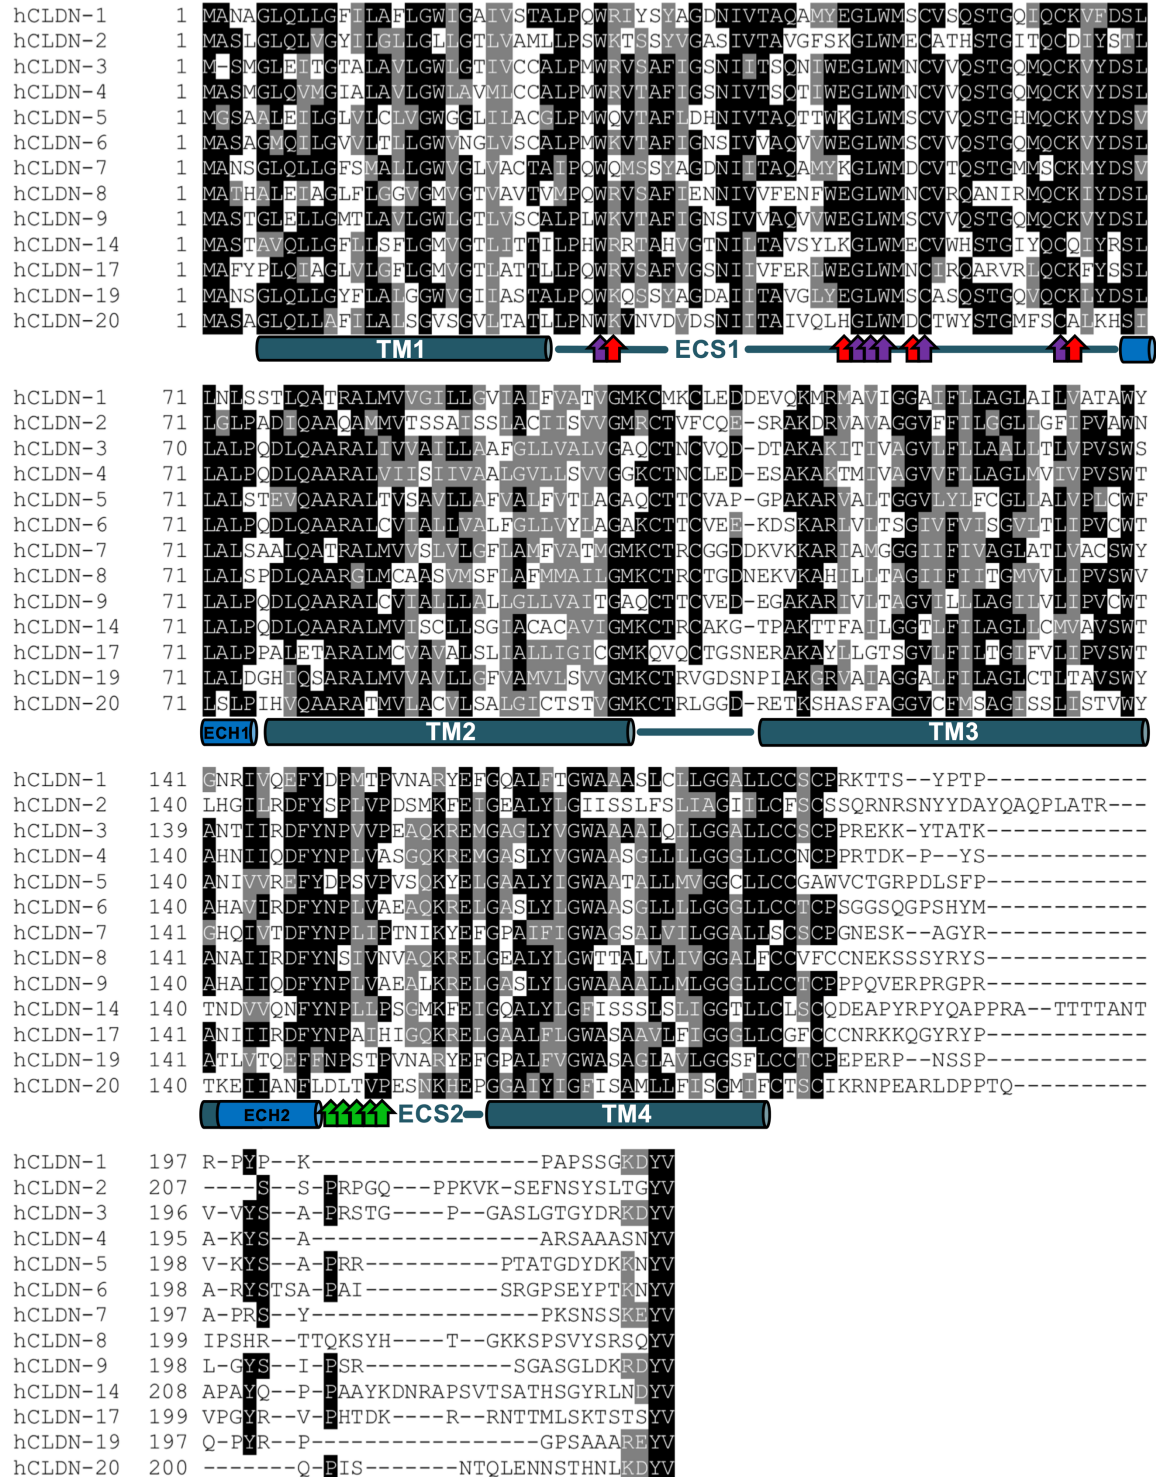 hCLDN-1 1 MANAGLQLLGFILAFLGWIGAIVSTALPQWRIYSYAGDNIVTAQAMYEGLWMSCVSQSTGQIQCKVFDSL
hCLDN-2 1 MASLGLQLVGYILGLLGLLGTLVAMLLPSWKTSSYVGASIVTAVGFSKGLWMECATHSTGITQCDIYSTL
hCLDN-3 1 M-SMGLEITGTALAVLGWLGTIVCCALPMWRVSAFIGSNIITSQNIWEGLWMNCVVQSTGQMQCKVYDSL
hCLDN-4 1 MASMGLQVMGIALAVLGWLAVMLCCALPMWRVTAFIGSNIVTSQTIWEGLWMNCVVQSTGQMQCKVYDSL
hCLDN-5 1 MGSAALEILGLVLCLVGWGGLILACGLPMWQVTAFLDHNIVTAQTTWKGLWMSCVVQSTGHMQCKVYDSV
hCLDN-6 1 MASAGMQILGVVLTLLGWVNGLVSCALPMWKVTAFIGNSIVVAQVVWEGLWMSCVVQSTGQMQCKVYDSL
hCLDN-7 1 MANSGLQLLGFSMALLGWVGLVACTAIPQWQMSSYAGDNIITAQAMYKGLWMDCVTQSTGMMSCKMYDSV
hCLDN-8 1 MATHALEIAGLFLGGVGMVGTVAVTVMPQWRVSAFIENNIVVFENFWEGLWMNCVRQANIRMQCKIYDSL
hCLDN-9 1 MASTGLELLGMTLAVLGWLGTLVSCALPLWKVTAFIGNSIVVAQVVWEGLWMSCVVQSTGQMQCKVYDSL
hCLDN-14 1 MASTAVQLLGFLLSFLGMVGTLITTILPHWRRTAHVGTNILTAVSYLKGLWMECVWHSTGIYQCQIYRSL
hCLDN-17 1 MAFYPLQIAGLVLGFLGMVGTLATTLLPQWRVSAFVGSNIIVFERLWEGLWMNCIRQARVRLQCKFYSSL
hCLDN-19 1 MANSGLQLLGYFLALGGWVGIIASTALPQWKQSSYAGDAIITAVGLYEGLWMSCASQSTGQVQCKLYDSL
hCLDN-20 1 MASAGLQLLAFILALSGVSGVLTATLLPNWKVNVDVDSNIITAIVQLHGLWMDCTWYSTGMFSCALKHSI
TM1 ECS1
hCLDN-1 71 LNLSSTLQATRALMVVGILLGVIAIFVATVGMKCMKCLEDDEVQKMRMAVIGGAIFLLAGLAILVATAWY
hCLDN-2 71 LGLPADIQAAQAMMVTSSAISSLACIISVVGMRCTVFCQE-SRAKDRVAVAGGVFFILGGLLGFIPVAWN
hCLDN-3 70 LALPQDLQAARALIVVAILLAAFGLLVALVGAQCTNCVQD-DTAKAKITIVAGVLFLLAALLTLVPVSWS
hCLDN-4 71 LALPQDLQAARALVIISIIVAALGVLLSVVGGKCTNCLED-ESAKAKTMIVAGVVFLLAGLMVIVPVSWT
hCLDN-5 71 LALSTEVQAARALTVSAVLLAFVALFVTLAGAQCTTCVAP-GPAKARVALTGGVLYLFCGLLALVPLCWF
hCLDN-6 71 LALPQDLQAARALCVIALLVALFGLLVYLAGAKCTTCVEE-KDSKARLVLTSGIVFVISGVLTLIPVCWT
hCLDN-7 71 LALSAALQATRALMVVSLVLGFLAMFVATMGMKCTRCGGDDKVKKARIAMGGGIIFIVAGLATLVACSWY
hCLDN-8 71 LALSPDLQAARGLMCAASVMSFLAFMMAILGMKCTRCTGDNEKVKAHILLTAGIIFIITGMVVLIPVSWV
hCLDN-9 71 LALPQDLQAARALCVIALLLALLGLLVAITGAQCTTCVED-EGAKARIVLTAGVILLLAGILVLIPVCWT
hCLDN-14 71 LALPQDLQAARALMVISCLLSGIACACAVIGMKCTRCAKG-TPAKTTFAILGGTLFILAGLLCMVAVSWT
hCLDN-17 71 LALPPALETARALMCVAVALSLIALLIGICGMKQVQCTGSNERAKAYLLGTSGVLFILTGIFVLIPVSWT
hCLDN-19 71 LALDGHIQSARALMVVAVLLGFVAMVLSVVGMKCTRVGDSNPIAKGRVAIAGGALFILAGLCTLTAVSWY
hCLDN-20 71 LSLPIHVQAARATMVLACVLSALGICTSTVGMKCTRLGGD-RETKSHASFAGGVCFMSAGISSLISTVWY
ECH1 TM2 TM3
hCLDN-1 141 GNRIVQEFYDPMTPVNARYEFGQALFTGWAAASLCLLGGALLCCSCPRKTTS--YPTP------------
hCLDN-2 140 LHGILRDFYSPLVPDSMKFEIGEALYLGIISSLFSLIAGIILCFSCSSQRNRSNYYDAYQAQPLATR---
hCLDN-3 139 ANTIIRDFYNPVVPEAQKREMGAGLYVGWAAAALQLLGGALLCCSCPPREKK-YTATK------------
hCLDN-4 140 AHNIIQDFYNPLVASGQKREMGASLYVGWAASGLLLLGGGLLCCNCPPRTDK-P--YS------------
hCLDN-5 140 ANIVVREFYDPSVPVSQKYELGAALYIGWAATALLMVGGCLLCCGAWVCTGRPDLSFP------------
hCLDN-6 140 AHAVIRDFYNPLVAEAQKRELGASLYLGWAASGLLLLGGGLLCCTCPSGGSQGPSHYM------------
hCLDN-7 141 GHQIVTDFYNPLIPTNIKYEFGPAIFIGWAGSALVILGGALLSCSCPGNESK--AGYR------------
hCLDN-8 141 ANAIIRDFYNSIVNVAQKRELGEALYLGWTTALVLIVGGALFCCVFCCNEKSSSYRYS------------
hCLDN-9 140 AHAIIQDFYNPLVAEALKRELGASLYLGWAAAALLMLGGGLLCCTCPPPQVERPRGPR------------
hCLDN-14 140 TNDVVQNFYNPLLPSGMKFEIGQALYLGFISSSLSLIGGTLLCLSCQDEAPYRPYQAPPRA--TTTTANT
hCLDN-17 141 ANIIIRDFYNPAIHIGQKRELGAALFLGWASAAVLFIGGGLLCGFCCCNRKKQGYRYP------------
hCLDN-19 141 ATLVTQEFFNPSTPVNARYEFGPALFVGWASAGLAVLGGSFLCCTCPEPERP--NSSP------------
hCLDN-20 140 TKEIIANFLDLTVPESNKHEPGGAIYIGFISAMLLFISGMIFCTSCIKRNPEARLDPPTQ----------
ECH2 ECS2 TM4
hCLDN-1 197 R-PYP--K-----------------PAPSSGKDYV
hCLDN-2 207 ----S--S-PRPGQ---PPKVK-SEFNSYSLTGYV
hCLDN-3 196 V-VYS--A-PRSTG----P--GASLGTGYDRKDYV
hCLDN-4 195 A-KYS--A-----------------ARSAAASNYV
hCLDN-5 198 V-KYS--A-PRR----------PTATGDYDKKNYV
hCLDN-6 198 A-RYSTSA-PAI----------SRGPSEYPTKNYV
hCLDN-7 197 A-PRS--Y-----------------PKSNSSKEYV
hCLDN-8 199 IPSHR--TTQKSYH----T--GKKSPSVYSRSQYV
hCLDN-9 198 L-GYS--I-PSR-----------SGASGLDKRDYV
hCLDN-14 208 APAYQ--P-PAAYKDNRAPSVTSATHSGYRLNDYV
hCLDN-17 199 VPGYR--V-PHTDK----R--RNTTMLSKTSTSYV
hCLDN-19 197 Q-PYR--P-----------------GPSAAAREYV
hCLDN-20 200 -------Q-PIS-------NTQLENNSTHNLKDYV